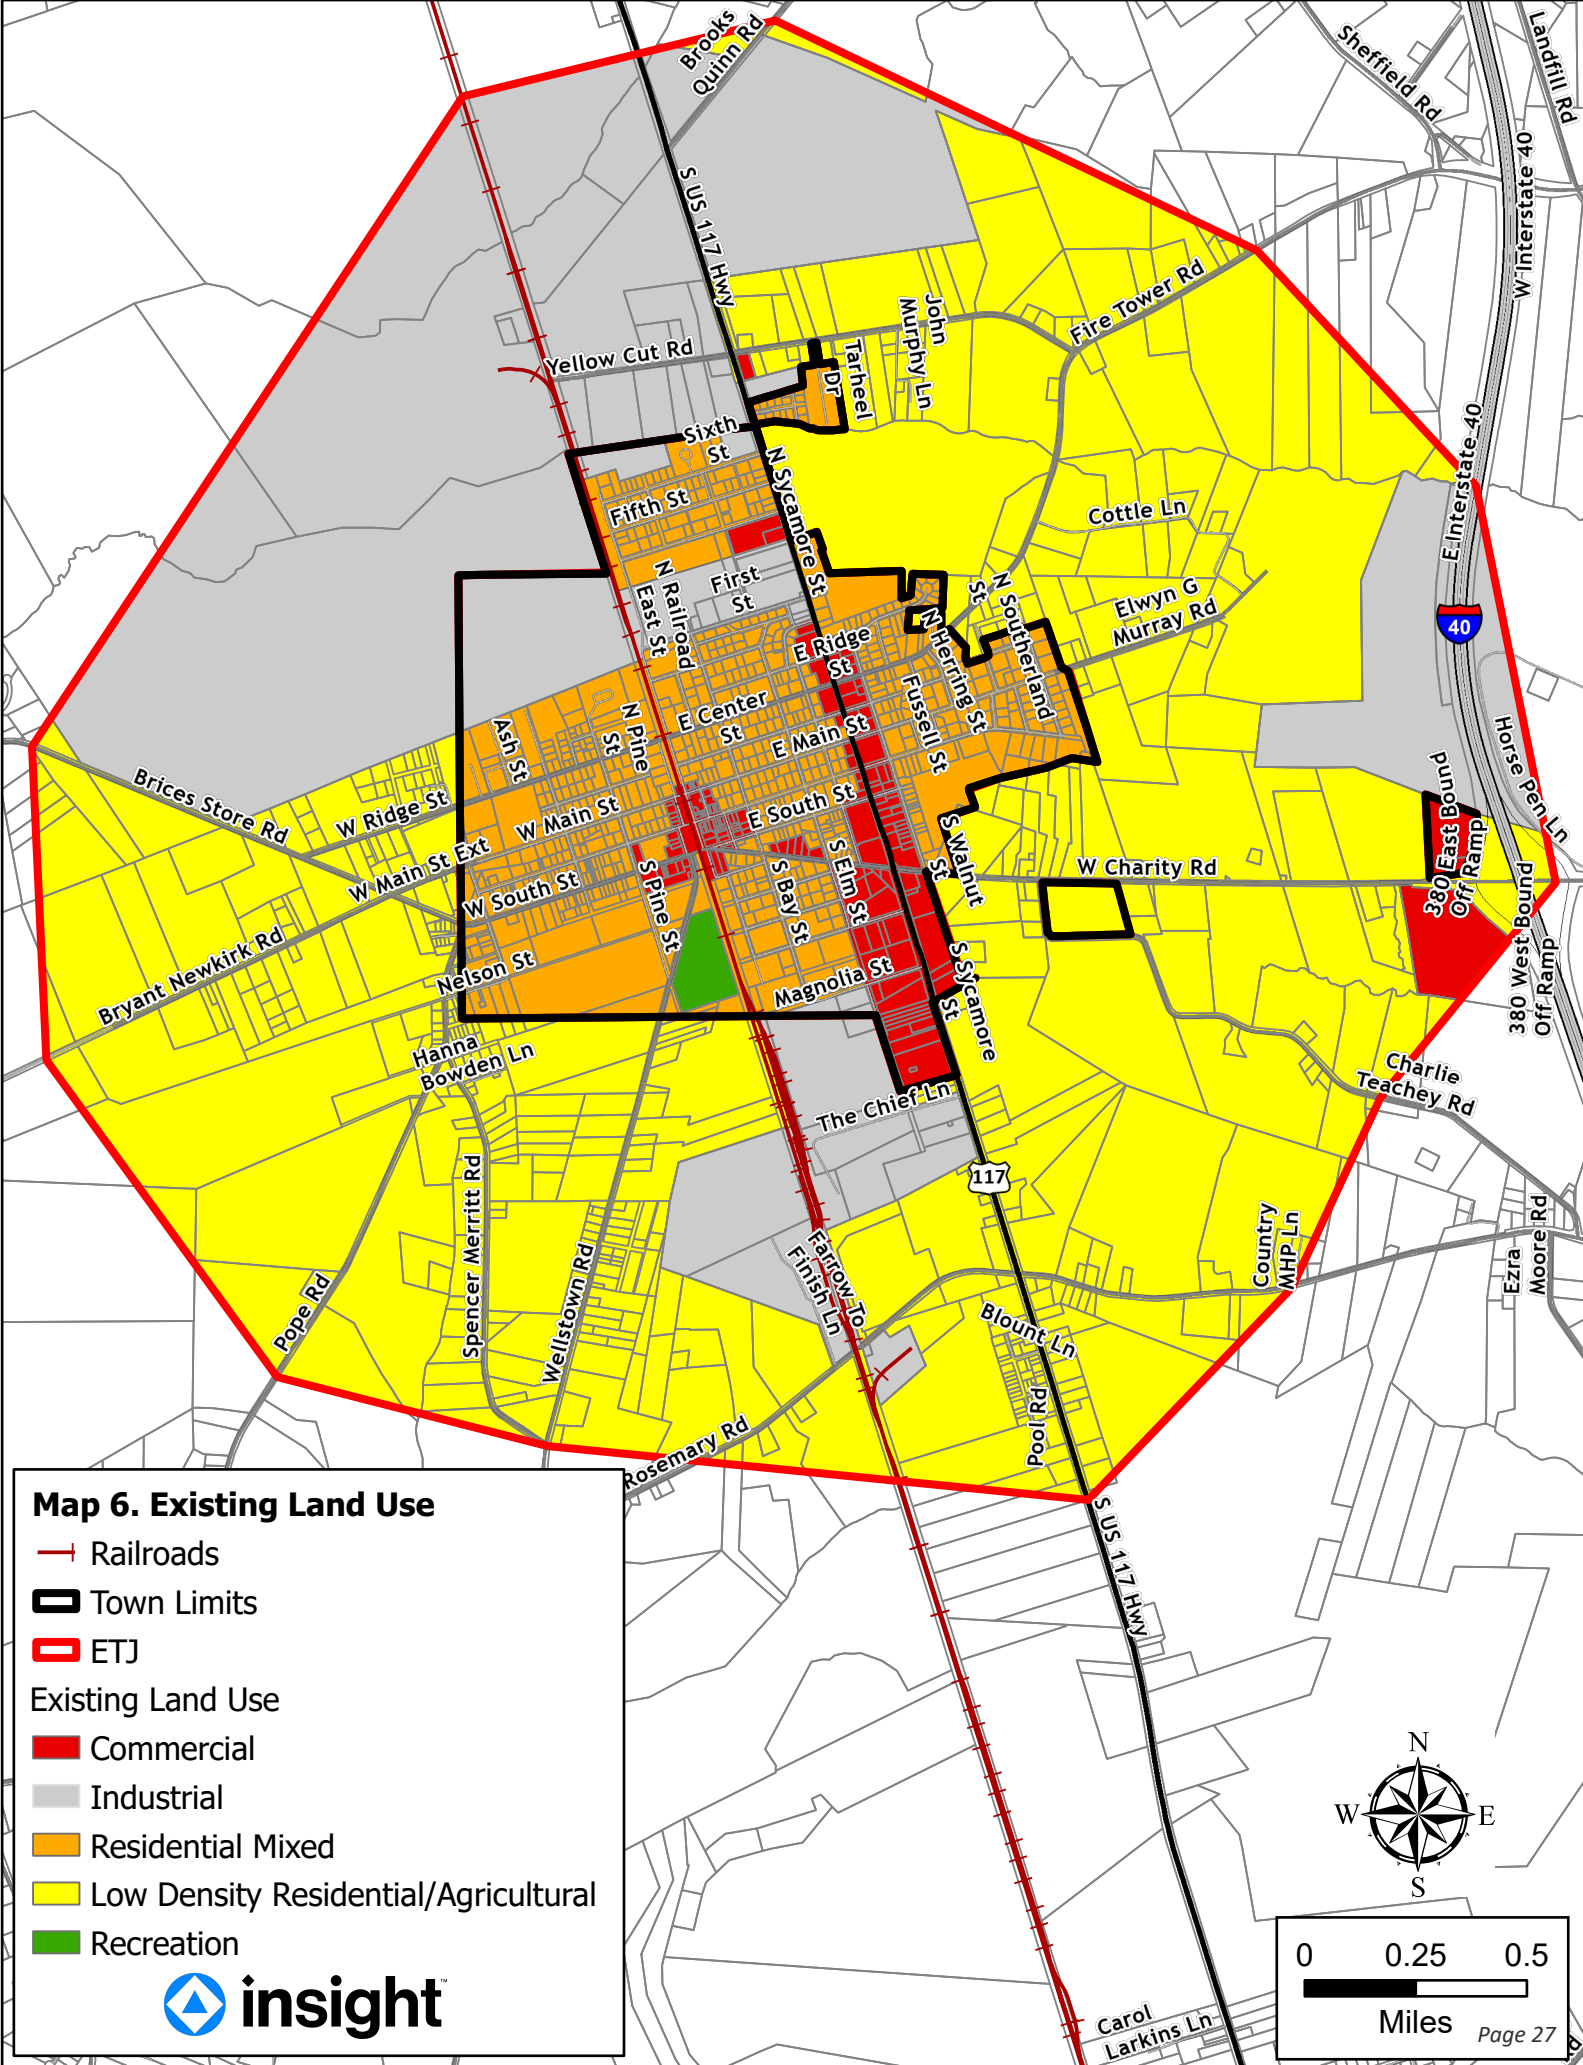 Brooks
Quinn Rd
Sheffield Rd
Landfill Rd
W Interstate 40
S US 117 Hwy
John
Murphy Ln
Fire Tower Rd
Yellow Cut Rd
Tarheel
Dr
Sixth
St
N Sycamore St
Fifth St
Cottle Ln
E Interstate 40
First
St
N Railroad
East St
N Southerland
St
Elwyn G
Murray Rd
40
E Ridge
St
N Herring St
Fussell St
E Center
St
N Pine
St
Ash St
E Main St
Horse Pen Ln
Brices Store Rd
W Ridge St
W Main St
E South St
380 East Bound
Off Ramp
W Main St Ext
W South St
S Pine St
S Bay St
S Elm St
S Walnut
St
W Charity Rd
380 West Bound
Off Ramp
Bryant Newkirk Rd
Nelson St
Magnolia St
S Sycamore
St
Hanna
Bowden Ln
The Chief Ln
Charlie
Teachey Rd
117
Spencer Merritt Rd
Wellstown Rd
Pope Rd
Farrow To
Finish Ln
Country
MHP Ln
Ezra
Moore Rd
Blount Ln
Pool Rd
Rosemary Rd
S US 117 Hwy
Map 6. Existing Land Use
Railroads
Town Limits
ETJ
Existing Land Use
Commercial
Industrial
Residential Mixed
Low Density Residential/Agricultural
Recreation
insight™
N
W E
S
0 0.25 0.5
Miles
Page 27
Carol
Larkins Ln
Rd